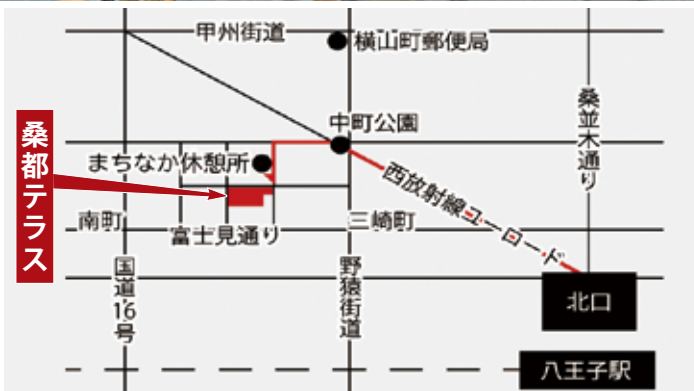 甲州街道
横山町郵便局
桑並木通り
中町公園
桑都テラス
まちなか休憩所
西放射線ユーロード
南町
富士見通り
三崎町
国道16号
野猿街道
北口
八王子駅